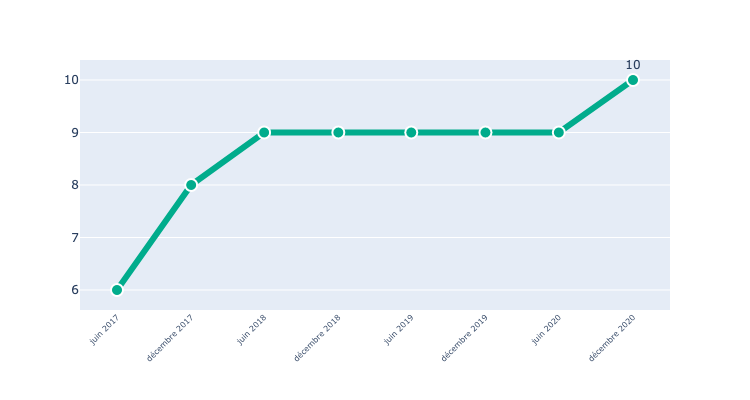 10
10
9
8
7
6
juin 2017
décembre 2017
juin 2018
décembre 2018
juin 2019
décembre 2019
juin 2020
décembre 2020